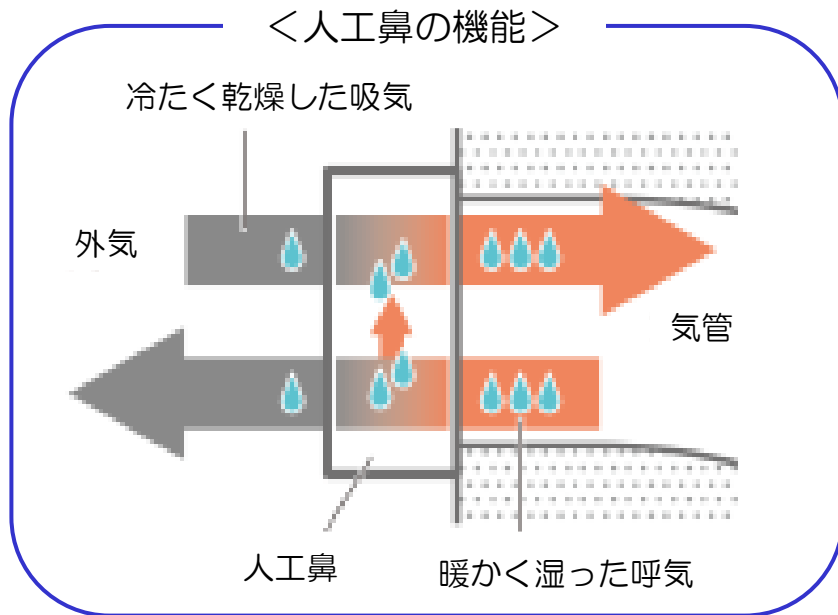 ＜人工鼻の機能＞
冷たく乾燥した吸気
外気
気管
人工鼻
暖かく湿った呼気